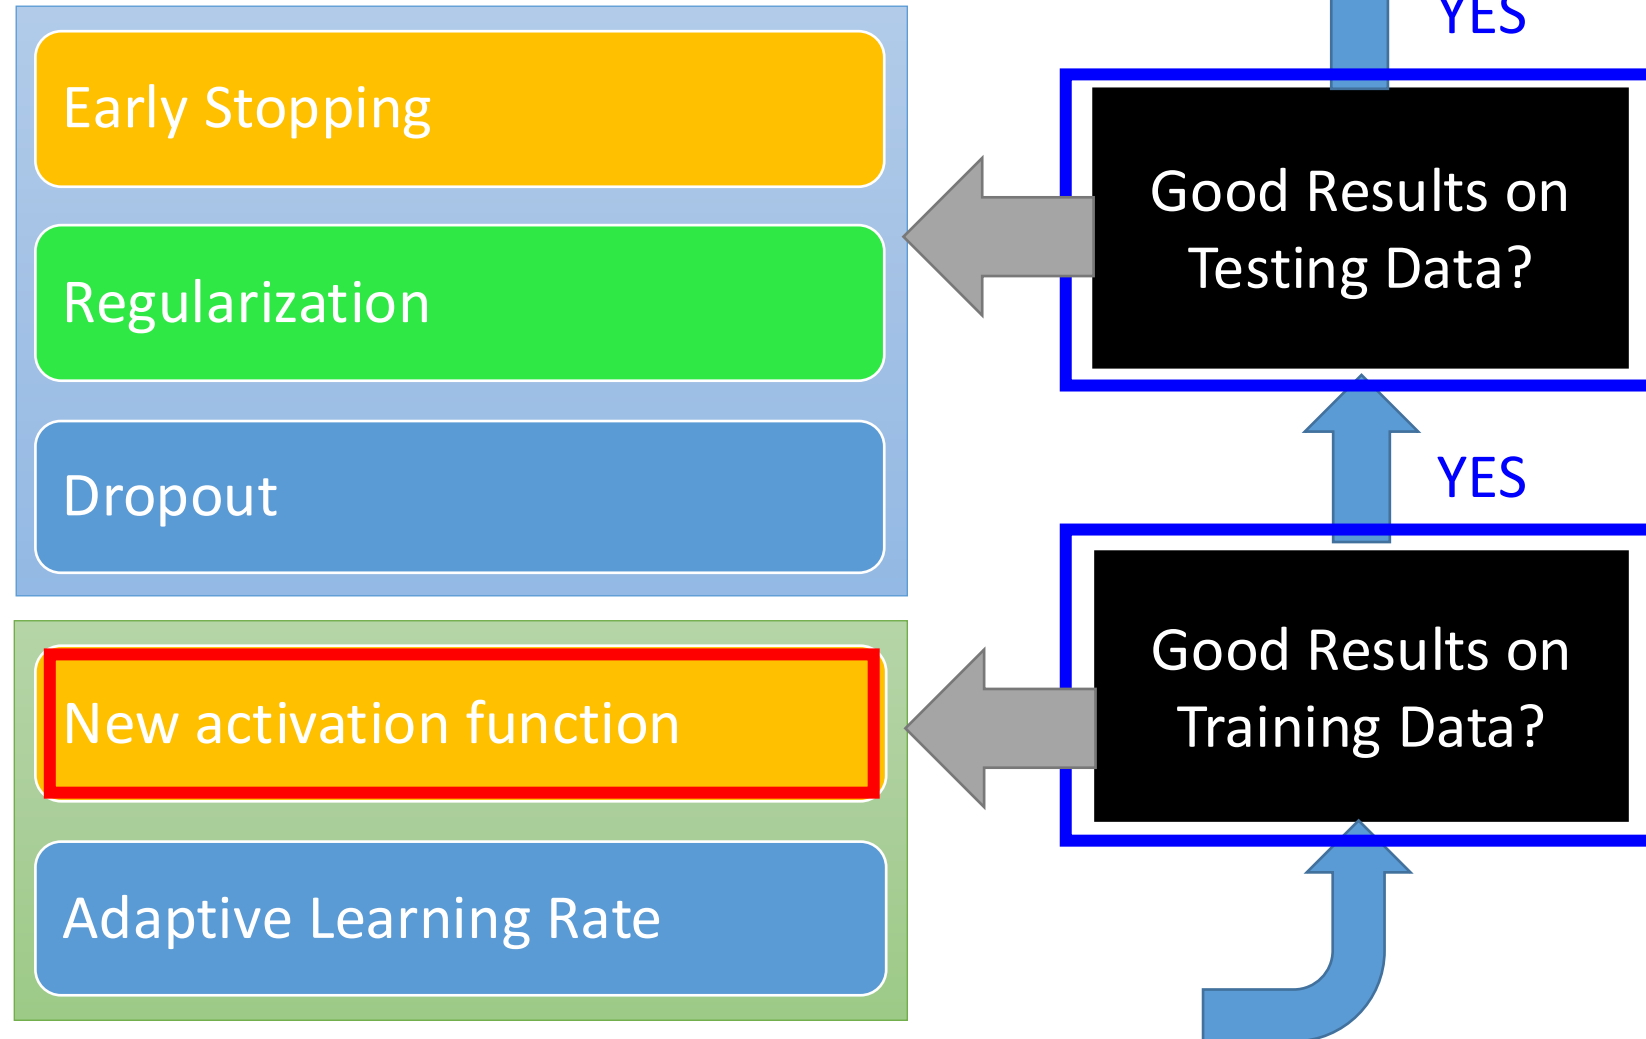 YES
Early Stopping
Good Results on
Testing Data?
Regularization
Dropout
YES
New activation function
Good Results on
Training Data?
Adaptive Learning Rate